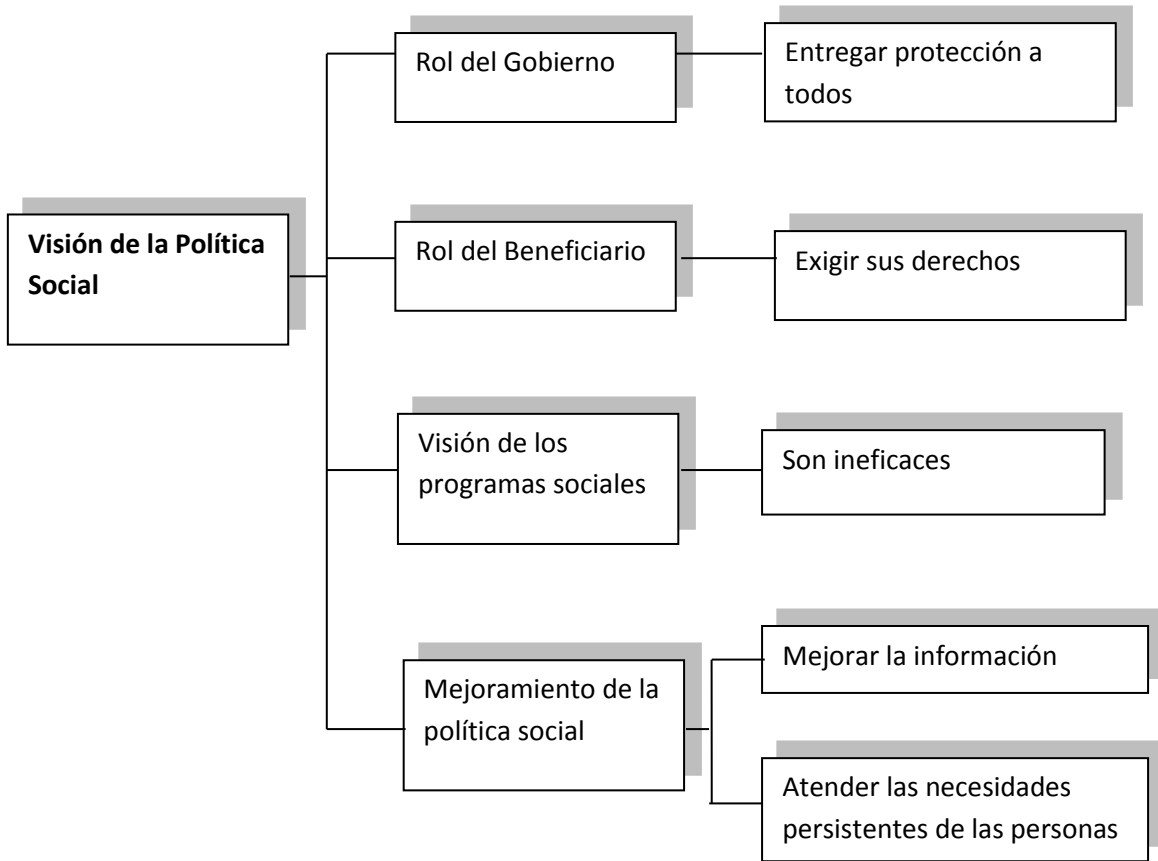 Rol del Gobierno
Entregar protección a
todos
Visión de la Política
Social
Rol del Beneficiario
Exigir sus derechos
Visión de los
programas sociales
Son ineficaces
Mejoramiento de la
política social
Mejorar la información
Atender las necesidades
persistentes de las personas